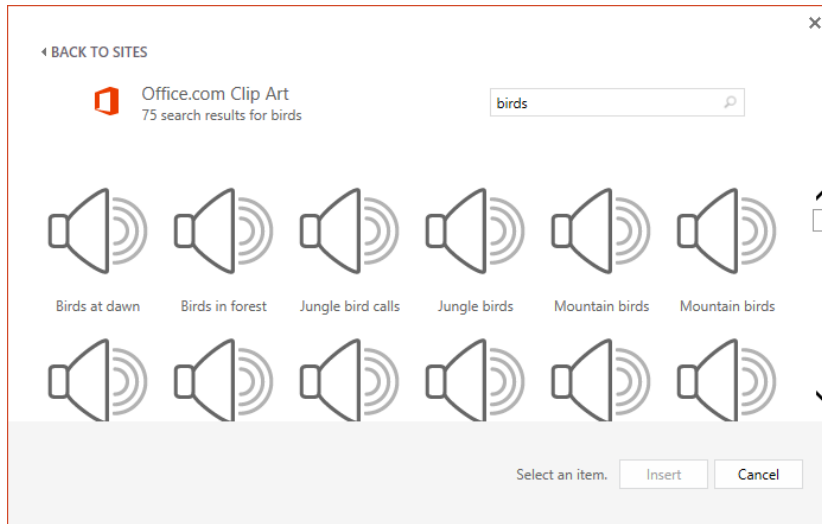 BACK TO SITES
Office.com Clip Art
75 search results for birds
birds
Birds at dawn
Birds in forest
Jungle bird calls
Jungle birds
Mountain birds
Mountain birds
Select an item.
Insert
Cancel